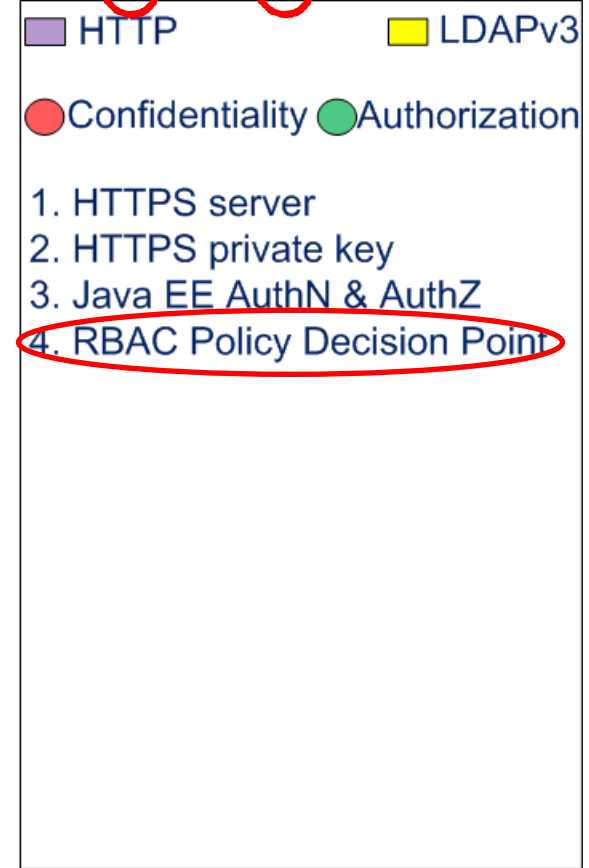 HTTP LDAPv3
Confidentiality Authorization
1. HTTPS server
2. HTTPS private key
3. Java EE AuthN & AuthZ
4. RBAC Policy Decision Point